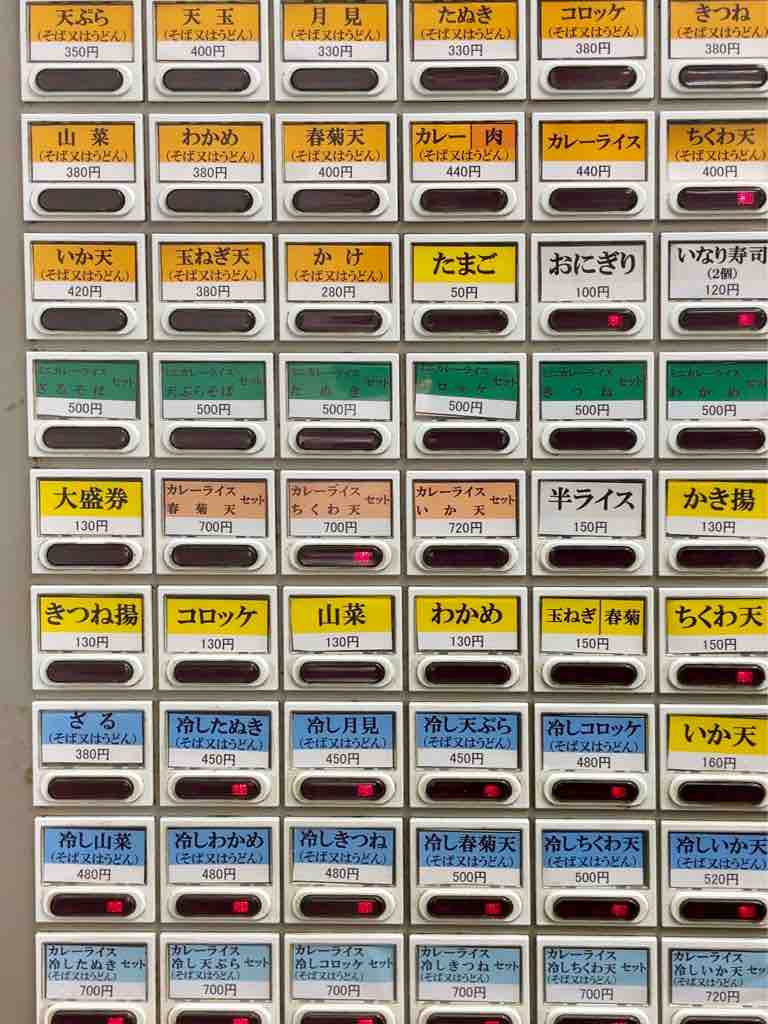 天ぷら
(そば又はうどん)
350円
天玉
(そば又はうどん)
400円
月見
(そば又はうどん)
330円
たぬき
(そば又はうどん)
330円
コロッケ
(そば又はうどん)
380円
きつね
(そば又はうどん)
380円
山菜
(そば又はうどん)
380円
わかめ
(そば又はうどん)
380円
春菊天
(そば又はうどん)
400円
カレー 肉
(そば又はうどん)
440円
カレーライス
440円
ちくわ天
(そば又はうどん)
400円
いか天
(そば又はうどん)
420円
玉ねぎ天
(そば又はうどん)
380円
かけ
(そば又はうどん)
280円
たまご
50円
おにぎり
100円
いなり寿司
(2個)
120円
ミニカレーライス
ざるそば セット
500円
ミニカレーライス
天ぷらそば セット
500円
ミニカレーライス
たぬき セット
500円
ミニカレーライス
コロッケ セット
500円
ミニカレーライス
きつね セット
500円
ミニカレーライス
わかめ セット
500円
大盛券
130円
カレーライス
春菊天 セット
700円
カレーライス
ちくわ天 セット
700円
カレーライス
いか天 セット
720円
半ライス
150円
かき揚
130円
きつね揚
130円
コロッケ
130円
山菜
130円
わかめ
130円
玉ねぎ 春菊
150円
ちくわ天
150円
ざる
(そば又はうどん)
380円
冷したぬき
(そば又はうどん)
450円
冷し月見
(そば又はうどん)
450円
冷し天ぷら
(そば又はうどん)
450円
冷しコロッケ
(そば又はうどん)
480円
いか天
160円
冷し山菜
(そば又はうどん)
480円
冷しわかめ
(そば又はうどん)
480円
冷しきつね
(そば又はうどん)
480円
冷し春菊天
(そば又はうどん)
500円
冷しちくわ天
(そば又はうどん)
500円
冷しいか天
(そば又はうどん)
520円
カレーライス
冷したぬき セット
(そば又はうどん)
700円
カレーライス
冷し天ぷら セット
(そば又はうどん)
700円
カレーライス
冷しコロッケ セット
(そば又はうどん)
700円
カレーライス
冷しきつね セット
(そば又はうどん)
700円
カレーライス
冷しちくわ天 セット
(そば又はうどん)
700円
カレーライス
冷しいか天 セット
(そば又はうどん)
720円